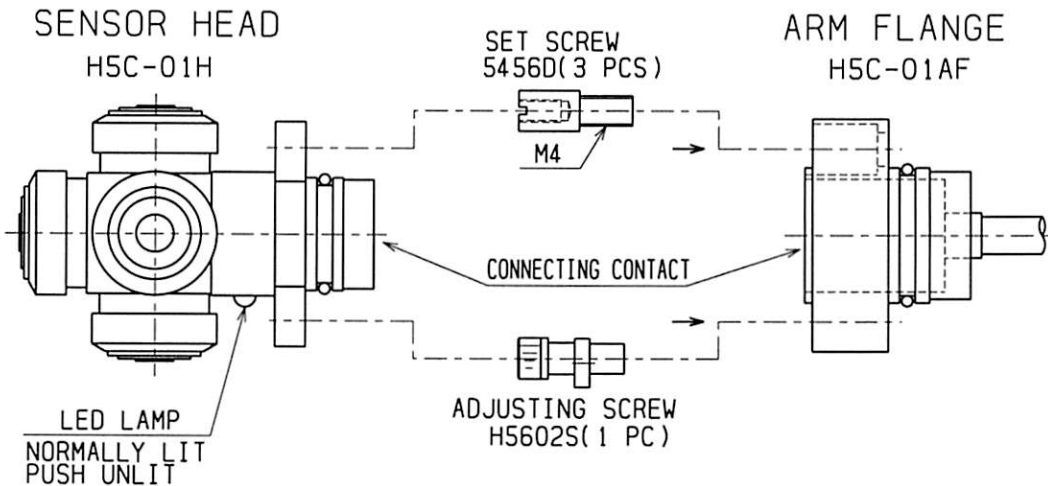 SENSOR HEAD
H5C-01H
SET SCREW
5456D(3 PCS)
M4
ARM FLANGE
H5C-01AF
CONNECTING CONTACT
LED LAMP
NORMALLY LIT
PUSH UNLIT
ADJUSTING SCREW
H5602S(1 PC)